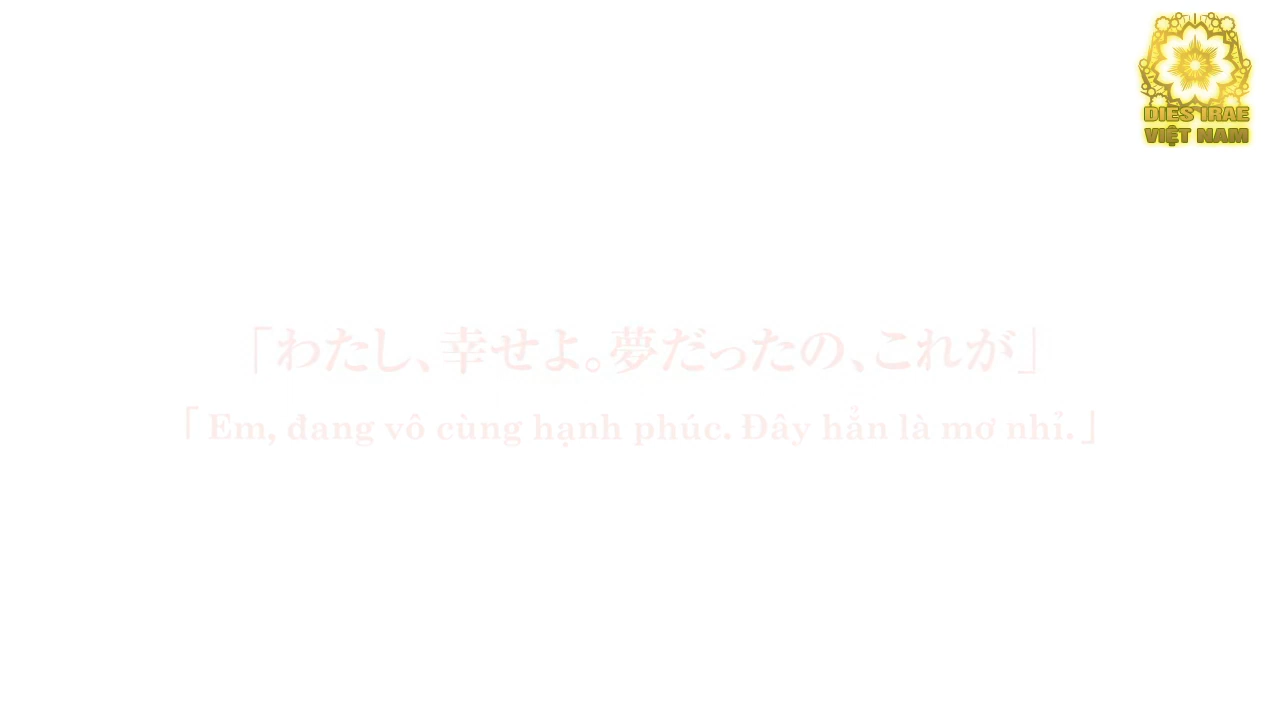 DIES IRAE
VIỆT NAM
「わたし、幸せよ。夢だったの、これが」
「Em, đang vô cùng hạnh phúc. Đây hẳn là mơ nhỉ.」